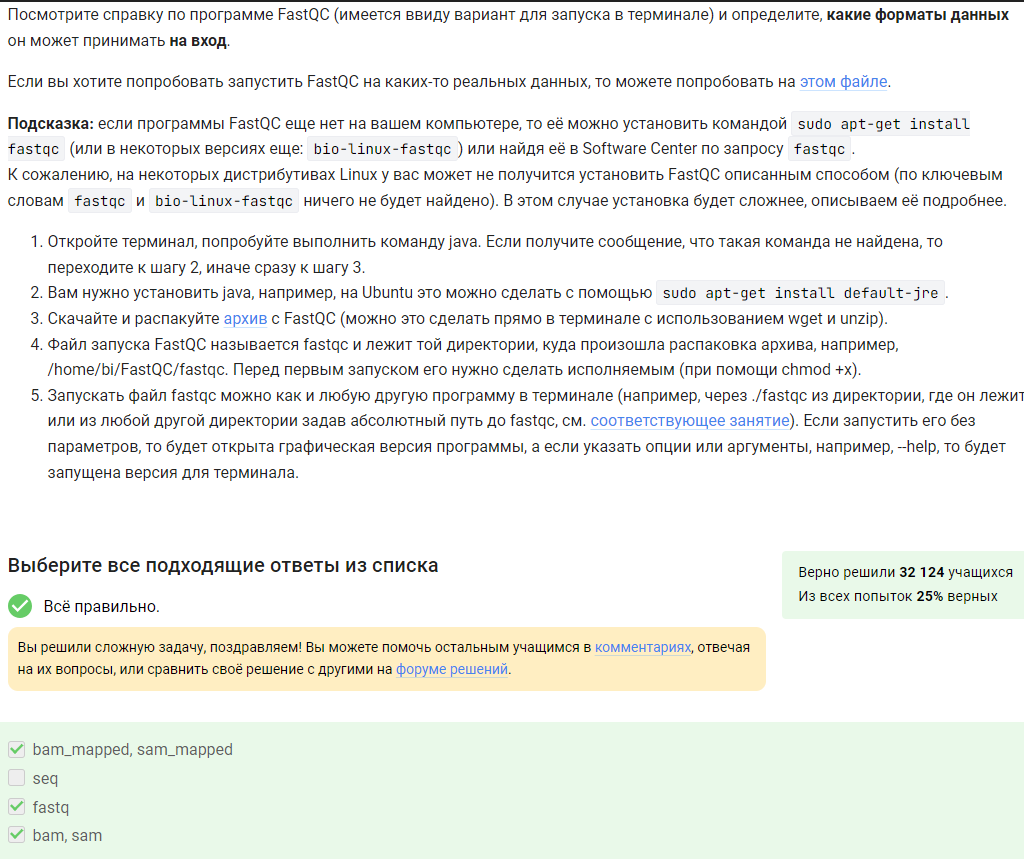 Посмотрите справку по программе FastQC (имеется ввиду вариант для запуска в терминале) и определите, какие форматы данных
он может принимать на вход.
Если вы хотите попробовать запустить FastQC на каких-то реальных данных, то можете попробовать на этом файле.
Подсказка: если программы FastQC еще нет на вашем компьютере, то её можно установить командой sudo apt-get install
fastqc (или в некоторых версиях еще: bio-linux-fastqc ) или найдя её в Software Center по запросу fastqc.
К сожалению, на некоторых дистрибутивах Linux у вас может не получится установить FastQC описанным способом (по ключевым
словам fastqc и bio-linux-fastqc ничего не будет найдено). В этом случае установка будет сложнее, описываем её подробнее.
1. Откройте терминал, попробуйте выполнить команду java. Если получите сообщение, что такая команда не найдена, то
переходите к шагу 2, иначе сразу к шагу 3.
2. Вам нужно установить java, например, на Ubuntu это можно сделать с помощью sudo apt-get install default-jre.
3. Скачайте и распакуйте архив с FastQC (можно это сделать прямо в терминале с использованием wget и unzip).
4. Файл запуска FastQC называется fastqc и лежит той директории, куда произошла распаковка архива, например,
/home/bi/FastQC/fastqc. Перед первым запуском его нужно сделать исполняемым (при помощи chmod +x).
5. Запускать файл fastqc можно как и любую другую программу в терминале (например, через ./fastqc из директории, где он лежит
или из любой другой директории задав абсолютный путь до fastqc, см. соответствующее занятие). Если запустить его без
параметров, то будет открыта графическая версия программы, а если указать опции или аргументы, например, --help, то будет
запущена версия для терминала.
Выберите все подходящие ответы из списка
Верно решили 32 124 учащихся
Из всех попыток 25% верных
Всё правильно.
Вы решили сложную задачу, поздравляем! Вы можете помочь остальным учащимся в комментариях, отвечая
на их вопросы, или сравнить своё решение с другими на форуме решений.
bam_mapped, sam_mapped
seq
fastq
bam, sam